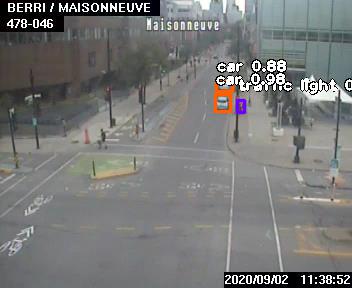 BERRI / MAISONNEUVE
478-046
Maisonneuve
car 0.88
car 0.98
traffic light 0
2020/09/02 11:38:52